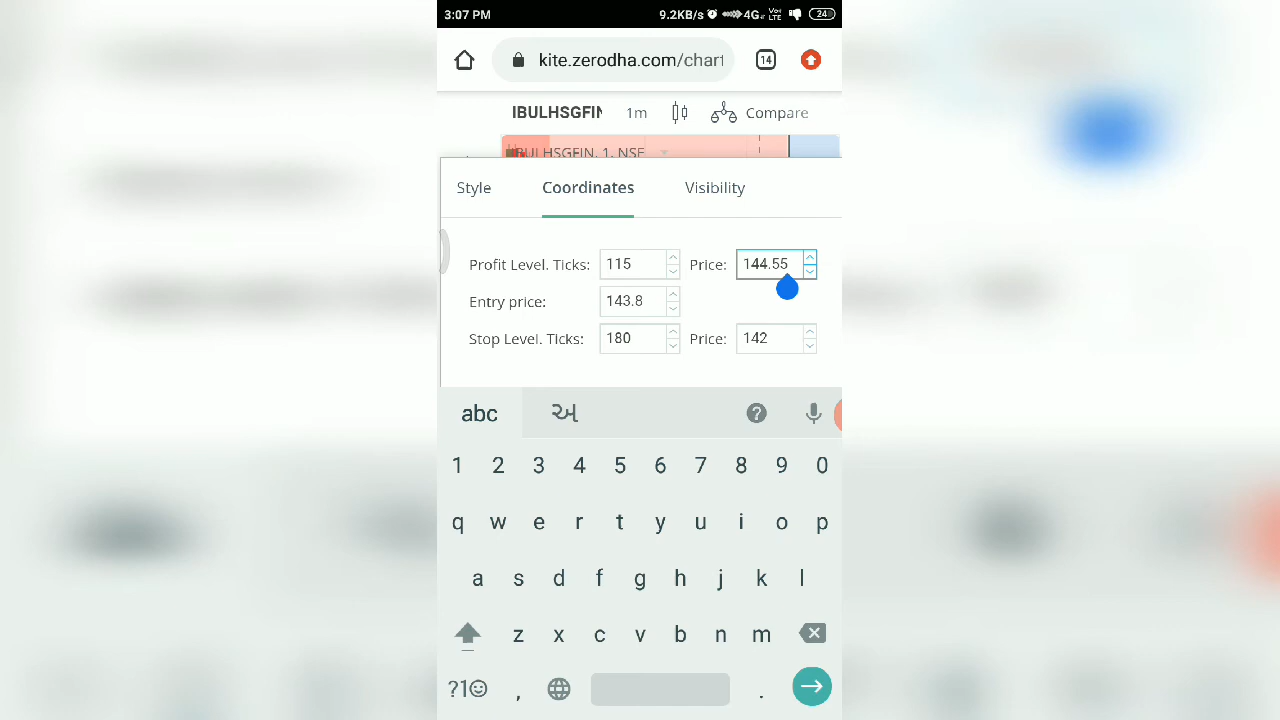 3:07 PM 9.2KB/s 4G Vo LTE 24
kite.zerodha.com/chart 14
IBULHSGFIN 1m Compare
IBULHSGFIN, 1, NSE
Style Coordinates Visibility
Profit Level. Ticks: 115 Price: 144.55
Entry price: 143.8
Stop Level. Ticks: 180 Price: 142
abc અ ?
1 2 3 4 5 6 7 8 9 0
q w e r t y u i o p
a s d f g h j k l
z x c v b n m
?1☺ , .